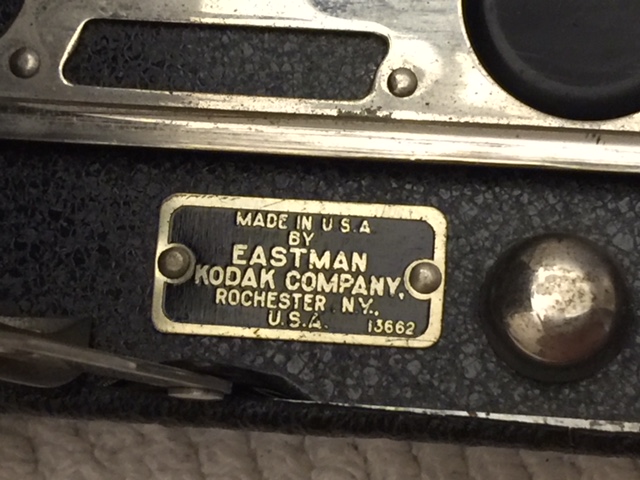 MADE IN U.S.A.
BY
EASTMAN
KODAK COMPANY,
ROCHESTER N.Y.,
U.S.A. 13662